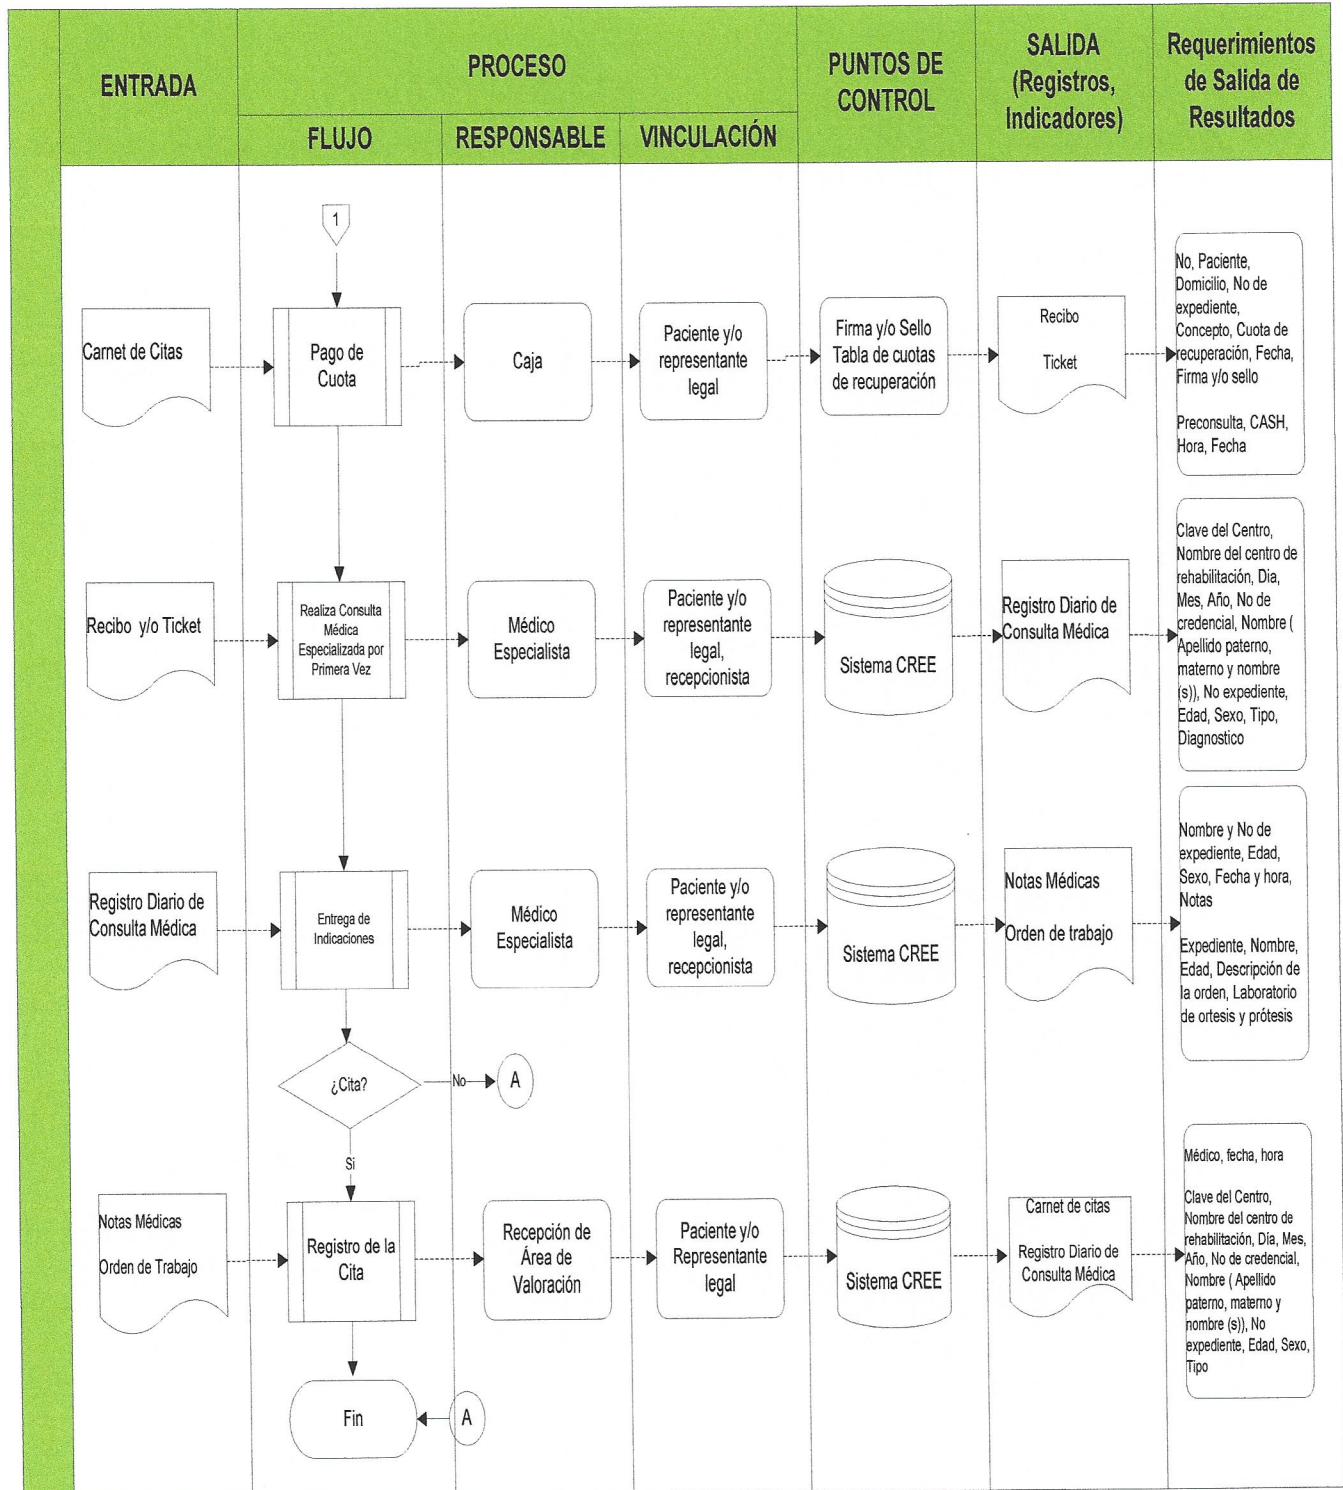 ENTRADA
PROCESO
PUNTOS DE
CONTROL
SALIDA
(Registros,
Indicadores)
Requerimientos
de Salida de
Resultados
FLUJO
RESPONSABLE
VINCULACIÓN
1
Carnet de Citas
Pago de
Cuota
Caja
Paciente y/o
representante
legal
Firma y/o Sello
Tabla de cuotas
de recuperación
Recibo
Ticket
No, Paciente,
Domicilio, No de
expediente,
Concepto, Cuota de
recuperación, Fecha,
Firma y/o sello
Preconsulta, CASH,
Hora, Fecha
Recibo y/o Ticket
Realiza Consulta
Médica
Especializada por
Primera Vez
Médico
Especialista
Paciente y/o
representante
legal,
recepcionista
Sistema CREE
Registro Diario de
Consulta Médica
Clave del Centro,
Nombre del centro de
rehabilitación, Dia,
Mes, Año, No de
credencial, Nombre (
Apellido paterno,
materno y nombre
(s)), No expediente,
Edad, Sexo, Tipo,
Diagnostico
Registro Diario de
Consulta Médica
Entrega de
Indicaciones
Médico
Especialista
Paciente y/o
representante
legal,
recepcionista
Sistema CREE
Notas Médicas
Orden de trabajo
Nombre y No de
expediente, Edad,
Sexo, Fecha y hora,
Notas
Expediente, Nombre,
Edad, Descripción de
la orden, Laboratorio
de ortesis y prótesis
¿Cita?
No
A
Si
Notas Médicas
Orden de Trabajo
Registro de la
Cita
Recepción de
Área de
Valoración
Paciente y/o
Representante
legal
Sistema CREE
Carnet de citas
Registro Diario de
Consulta Médica
Médico, fecha, hora
Clave del Centro,
Nombre del centro de
rehabilitación, Día, Mes,
Año, No de credencial,
Nombre ( Apellido
paterno, materno y
nombre (s)), No
expediente, Edad, Sexo,
Tipo
Fin
A